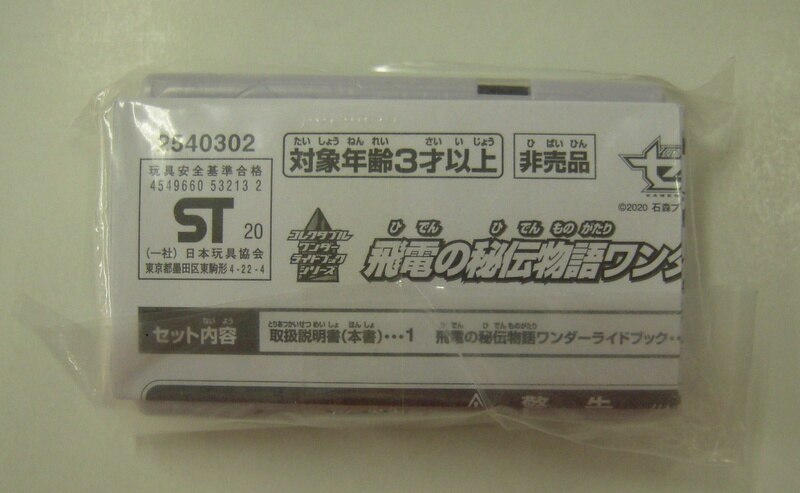 2540302
玩具安全基準合格
4549660 53213 2
ST 20
(一社) 日本玩具協会
東京都墨田区東駒形4-22-4
たいしょうねんれい さいいじょう
対象年齢3才以上
ひばいひん
非売品
©2020 石森プ
コレクタブル
ワンダー
ライドブック
シリーズ
ひでん ひでんものがたり
飛電の秘伝物語ワンダ
ないよう
セット内容
とりあつかいせつめいしょ ほんしょ
取扱説明書(本書)…1
ひでん ひでんものがたり
飛電の秘伝物語ワンダーライドブック…
警告